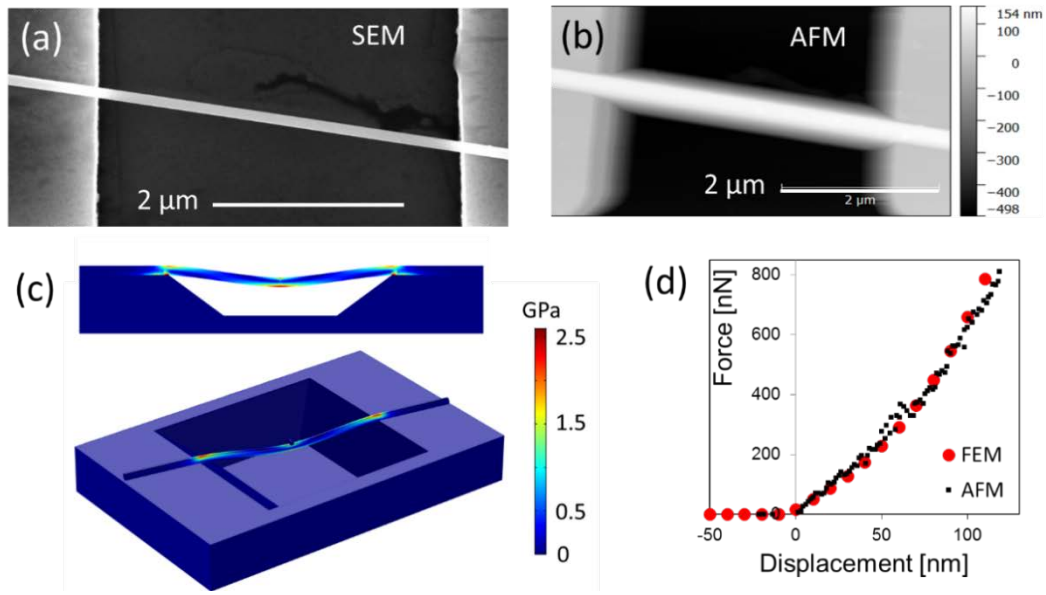 (a)
SEM
2 μm
(b)
AFM
2 μm
2 μm
154 nm
100
0
−100
−200
−300
−400
−498
(c)
GPa
2.5
1.5
0.5
0
(d)
Force [nN]
800
600
400
200
-50
0
50
100
Displacement [nm]
FEM
AFM